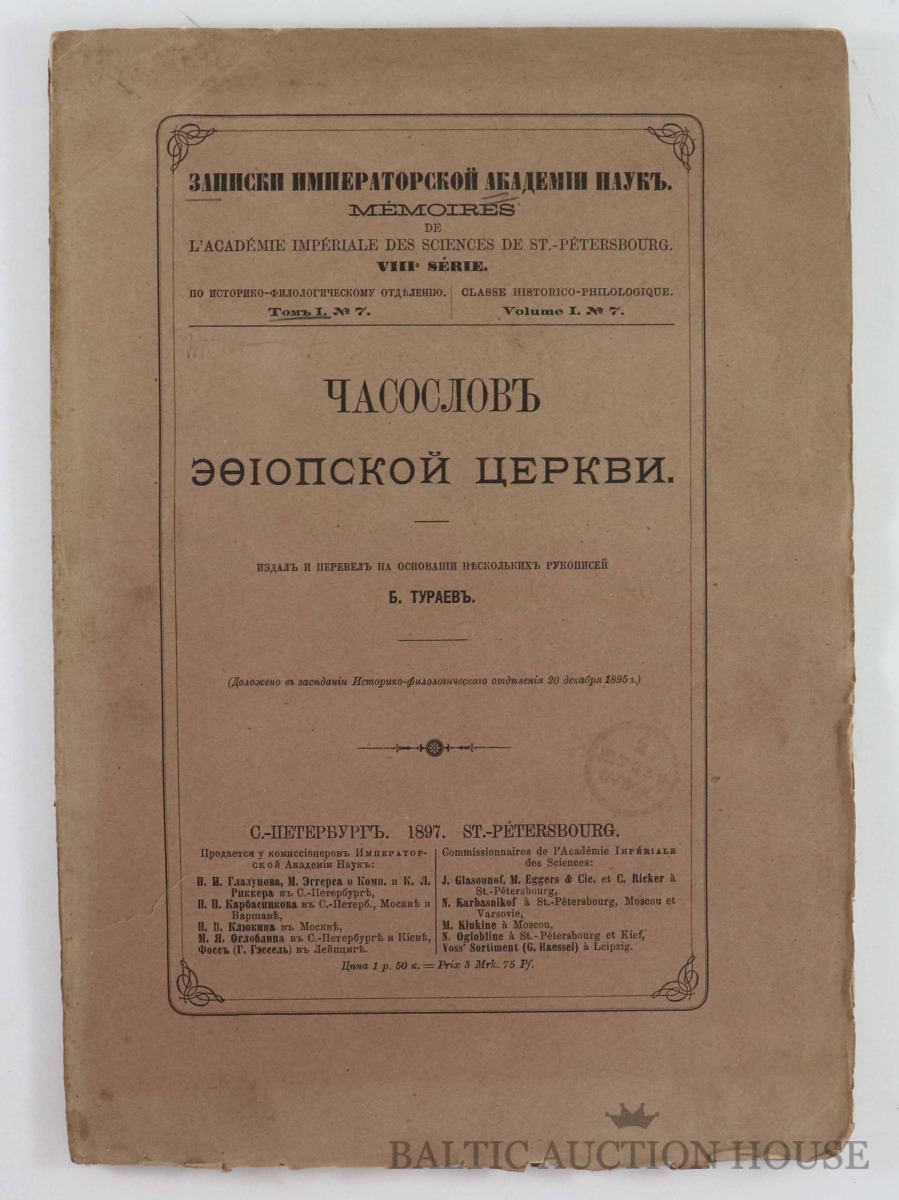 ЗАПИСКИ ИМПЕРАТОРСКОЙ АКАДЕМІИ НАУКЪ.
MÉMOIRES
DE
L'ACADÉMIE IMPÉRIALE DES SCIENCES DE ST.-PÉTERSBOURG.
VIIIᵉ SÉRIE.
ПО ИСТОРИКО-ФИЛОЛОГИЧЕСКОМУ ОТДѢЛЕНІЮ.
Томъ I. № 7.
CLASSE HISTORICO-PHILOLOGIQUE.
Volume I. № 7.
ЧАСОСЛОВЪ
ЭѲІОПСКОЙ ЦЕРКВИ.
ИЗДАЛЪ И ПЕРЕВЕЛЪ НА ОСНОВАНІИ НѢСКОЛЬКИХЪ РУКОПИСЕЙ
Б. ТУРАЕВЪ.
(Доложено въ засѣданіи Историко-филологическаго отдѣленія 20 декабря 1895 г.)
С.-ПЕТЕРБУРГЪ. 1897. ST.-PÉTERSBOURG.
Продается у комиссіонеровъ Император-
ской Академіи Наукъ:
И. И. Глазунова, М. Эггерса и Комп. и К. Л.
Риккера въ С.-Петербургѣ,
Н. П. Карбасникова въ С.-Петерб., Москвѣ и
Варшавѣ,
Н. В. Клюкина въ Москвѣ,
М. Я. Оглоблина въ С.-Петербургѣ и Кіевѣ,
Фоссъ (Г. Гэссель) въ Лейпцигѣ.
Commissionnaires de l'Académie Impériale
des Sciences:
J. Glasounof, M. Eggers & Cie. et C. Ricker à
St.-Pétersbourg,
N. Karbasnikof à St.-Pétersbourg, Moscou et
Varsovie,
M. Klukine à Moscou,
N. Oglobline à St.-Pétersbourg et Kief,
Voss' Sortiment (G. Haessel) à Leipzig.
Цѣна 1 р. 50 к. = Prix 3 Mrk. 75 Pf.
BALTIC AUCTION HOUSE